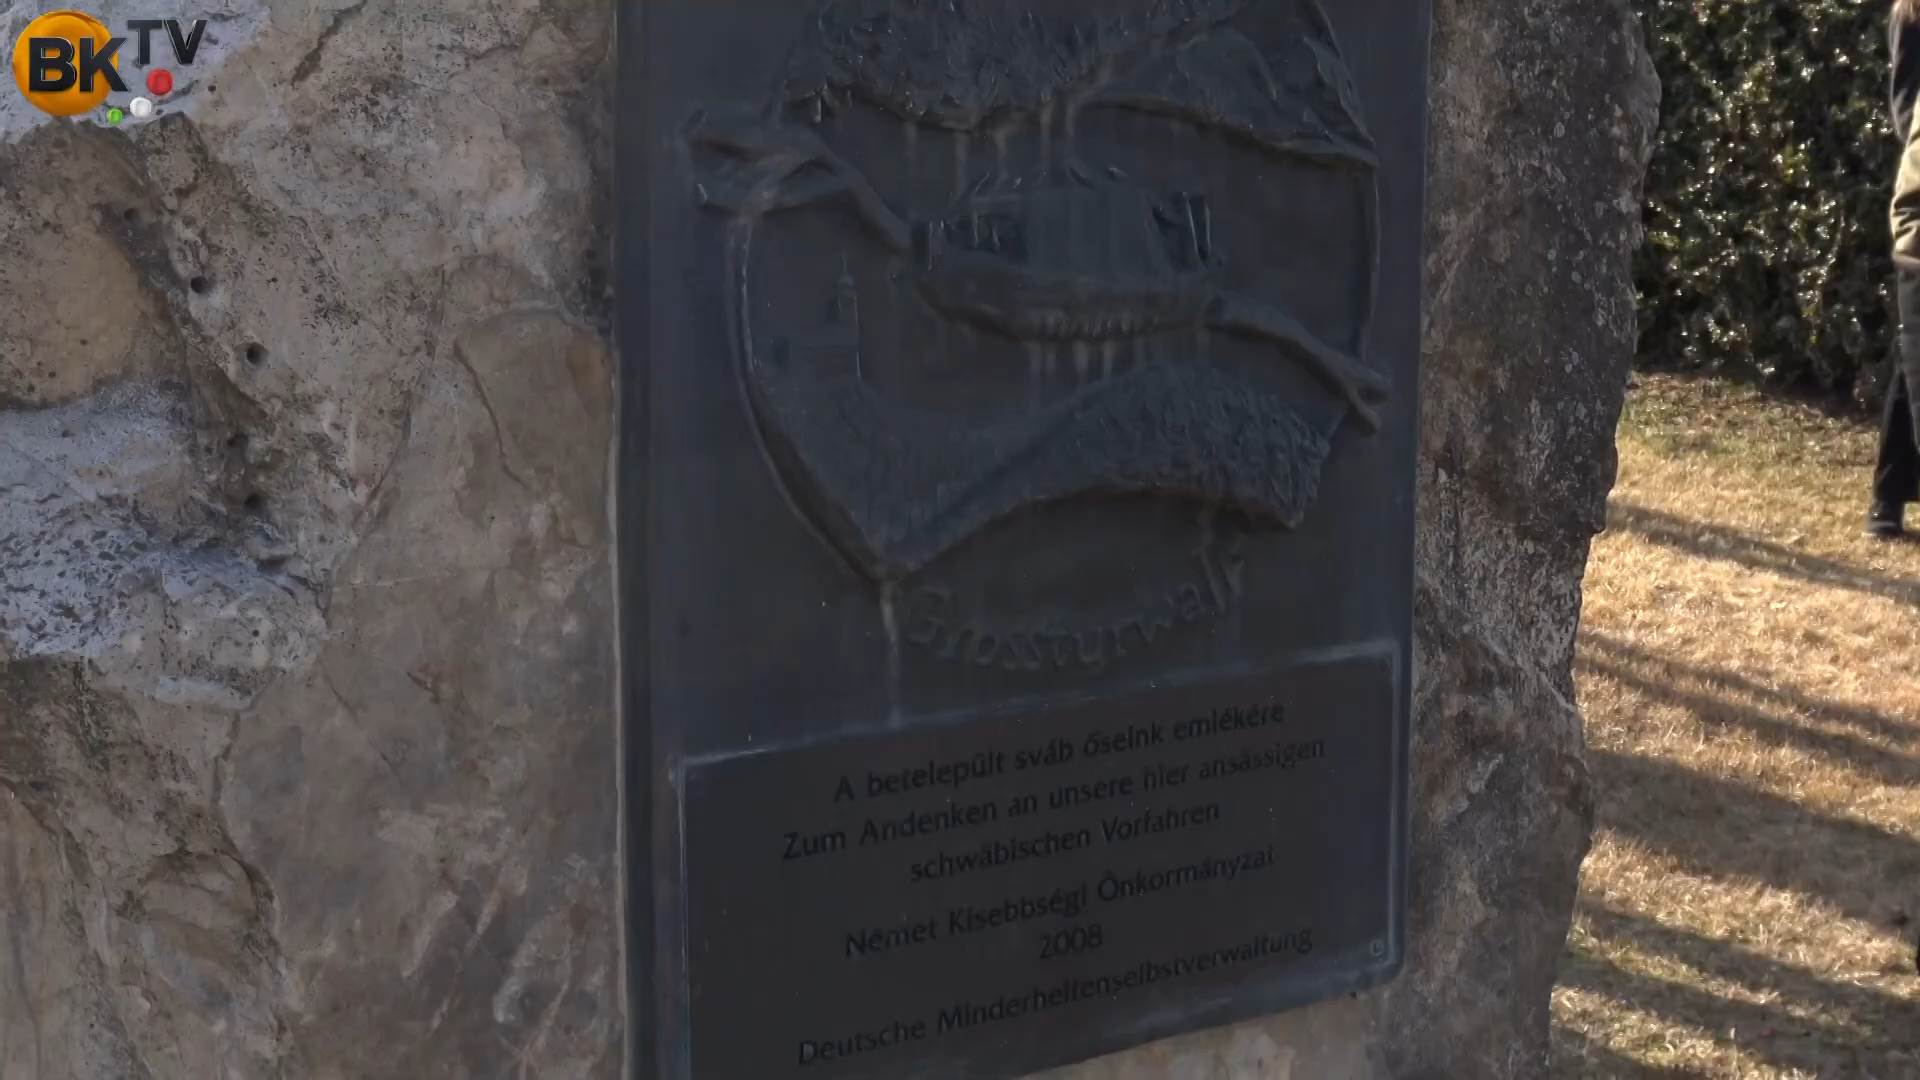 BKTV
Grossturwall
A betelepült sváb őseink emlékére
Zum Andenken an unsere hier ansässigen
schwäbischen Vorfahren
Német Kisebbségi Önkormányzat
2008
Deutsche Minderheitenselbstverwaltung